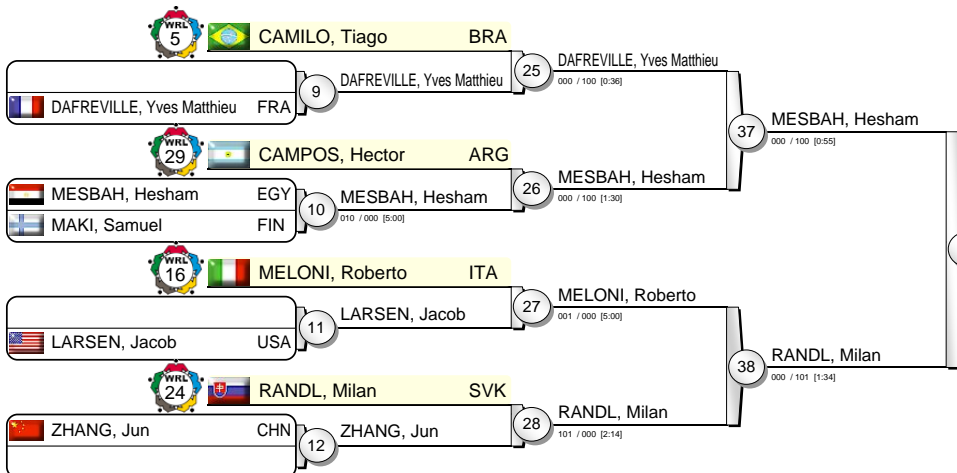 WRL
5 CAMILO, Tiago BRA
DAFREVILLE, Yves Matthieu
25
000 / 100 [0:36]
DAFREVILLE, Yves Matthieu
9
DAFREVILLE, Yves Matthieu FRA
MESBAH, Hesham
37
000 / 100 [0:55]
WRL
29 CAMPOS, Hector ARG
MESBAH, Hesham
26
000 / 100 [1:30]
MESBAH, Hesham EGY
MESBAH, Hesham
10
010 / 000 [5:00]
MAKI, Samuel FIN
WRL
16 MELONI, Roberto ITA
MELONI, Roberto
27
001 / 000 [5:00]
LARSEN, Jacob
11
LARSEN, Jacob USA
RANDL, Milan
38
000 / 101 [1:34]
WRL
24 RANDL, Milan SVK
RANDL, Milan
28
101 / 000 [2:14]
ZHANG, Jun CHN
ZHANG, Jun
12